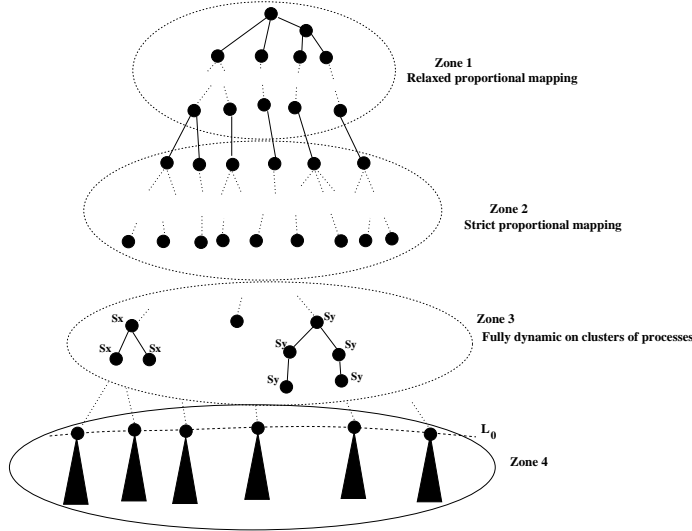 Zone 1
Relaxed proportional mapping
Zone 2
Strict proportional mapping
Zone 3
Fully dynamic on clusters of processes
Sx
Sy
Sx
Sx
Sy
Sy
Sy
Sy
L0
Zone 4